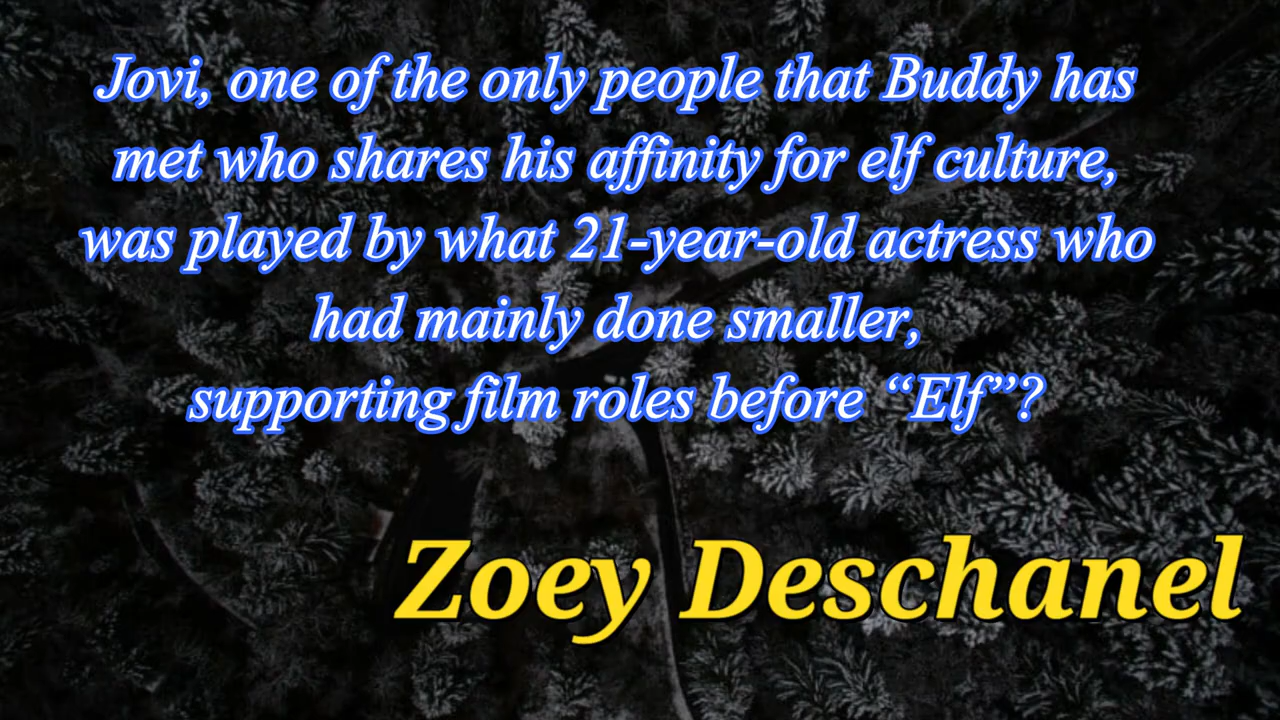 Jovi, one of the only people that Buddy has
met who shares his affinity for elf culture,
was played by what 21-year-old actress who
had mainly done smaller,
supporting film roles before “Elf”?
Zoey Deschanel